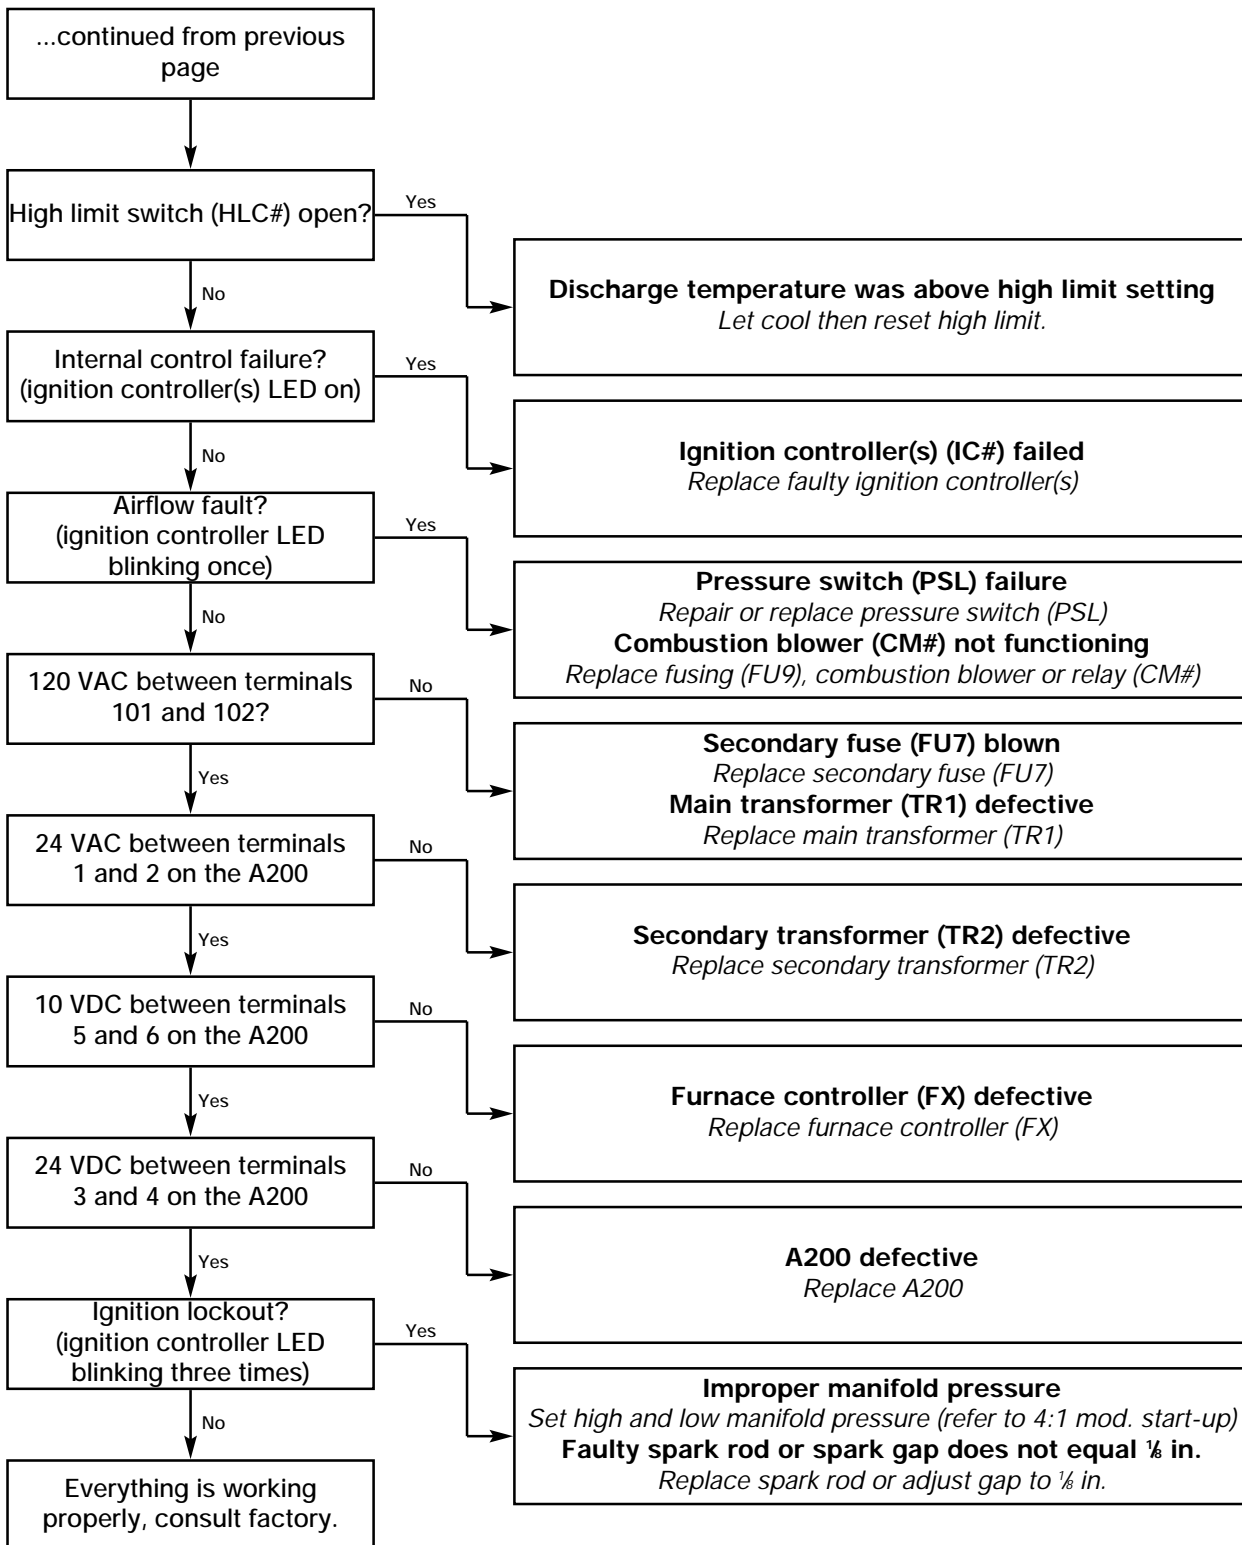 ...continued from previous
page
High limit switch (HLC#) open?
Yes
Discharge temperature was above high limit setting
Let cool then reset high limit.
No
Internal control failure?
(ignition controller(s) LED on)
Yes
Ignition controller(s) (IC#) failed
Replace faulty ignition controller(s)
No
Airflow fault?
(ignition controller LED
blinking once)
Yes
Pressure switch (PSL) failure
Repair or replace pressure switch (PSL)
Combustion blower (CM#) not functioning
Replace fusing (FU9), combustion blower or relay (CM#)
No
120 VAC between terminals
101 and 102?
No
Secondary fuse (FU7) blown
Replace secondary fuse (FU7)
Main transformer (TR1) defective
Replace main transformer (TR1)
Yes
24 VAC between terminals
1 and 2 on the A200
No
Secondary transformer (TR2) defective
Replace secondary transformer (TR2)
Yes
10 VDC between terminals
5 and 6 on the A200
No
Furnace controller (FX) defective
Replace furnace controller (FX)
Yes
24 VDC between terminals
3 and 4 on the A200
No
A200 defective
Replace A200
Yes
Ignition lockout?
(ignition controller LED
blinking three times)
Yes
Improper manifold pressure
Set high and low manifold pressure (refer to 4:1 mod. start-up)
Faulty spark rod or spark gap does not equal ⅛ in.
Replace spark rod or adjust gap to ⅛ in.
No
Everything is working
properly, consult factory.